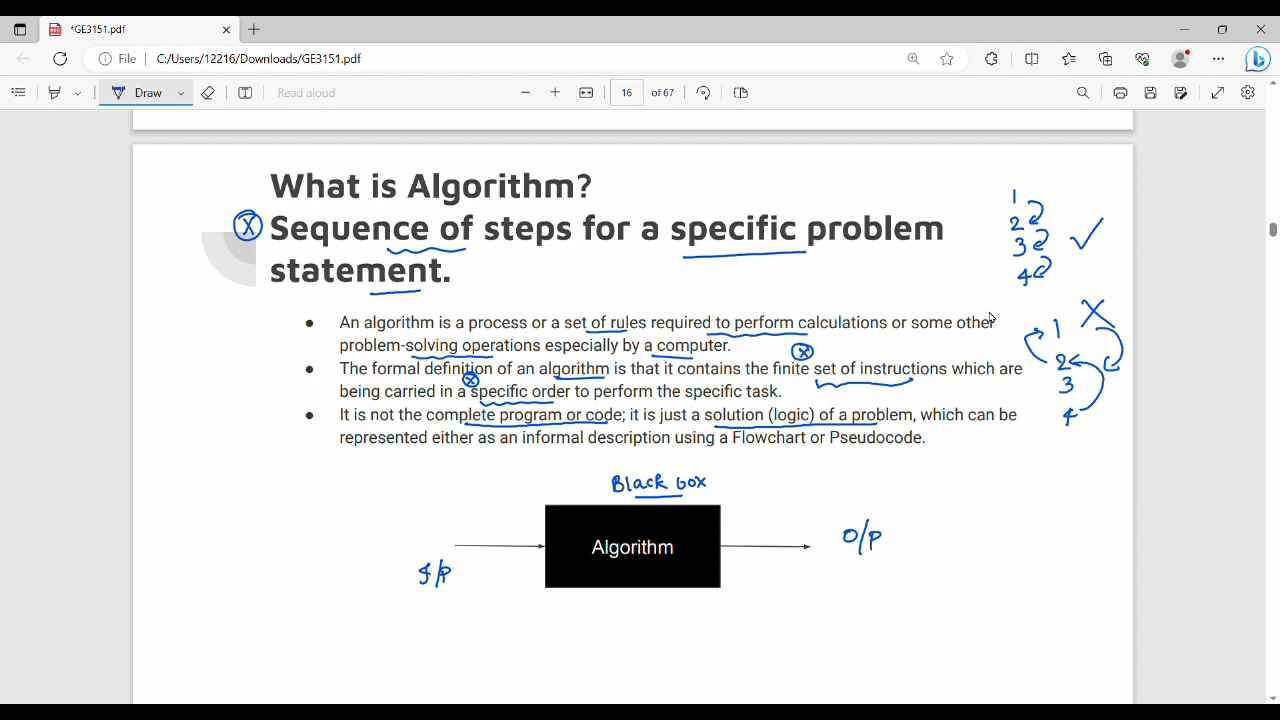 *GE3151.pdf
File C:/Users/12216/Downloads/GE3151.pdf
Draw Read aloud 16 of 67
What is Algorithm?
Sequence of steps for a specific problem
statement.
1
2
3
4
● An algorithm is a process or a set of rules required to perform calculations or some other
problem-solving operations especially by a computer.
● The formal definition of an algorithm is that it contains the finite set of instructions which are
being carried in a specific order to perform the specific task.
● It is not the complete program or code; it is just a solution (logic) of a problem, which can be
represented either as an informal description using a Flowchart or Pseudocode.
1
2
3
4
Black box
Algorithm
I/P
O/P